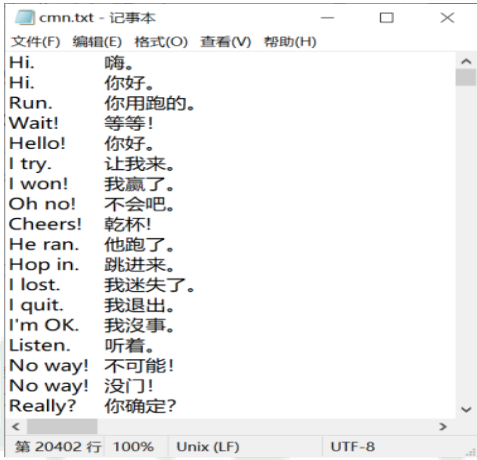 cmn.txt - 记事本
文件(F) 编辑(E) 格式(O) 查看(V) 帮助(H)
Hi. 嗨。
Hi. 你好。
Run. 你用跑的。
Wait! 等等!
Hello! 你好。
I try. 让我来。
I won! 我赢了。
Oh no! 不会吧。
Cheers! 乾杯!
He ran. 他跑了。
Hop in. 跳进来。
I lost. 我迷失了。
I quit. 我退出。
I'm OK. 我沒事。
Listen. 听着。
No way! 不可能!
No way! 没门!
Really? 你确定?
第 20402 行 100% Unix (LF) UTF-8